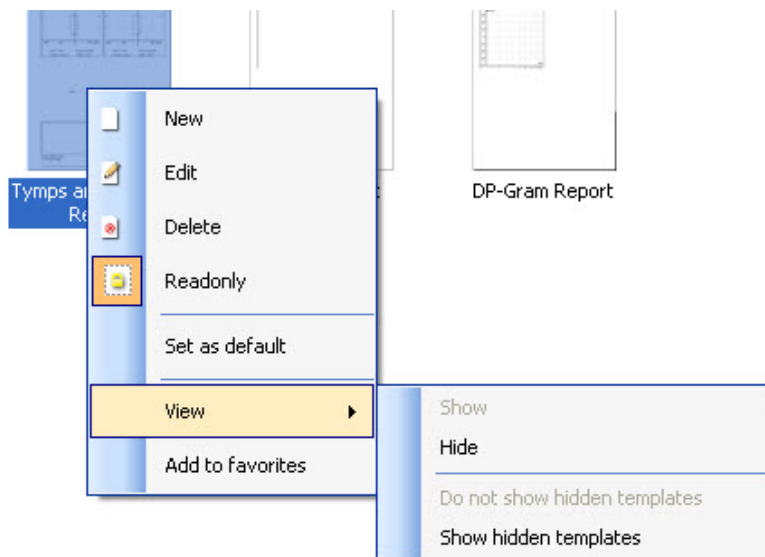 New
Edit
Tymps a
DP-Gram Report
Re
Delete
Readonly
Set as default
View
Show
Hide
Add to favorites
Do not show hidden templates
Show hidden templates